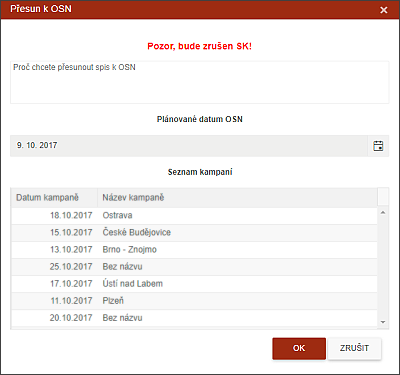 Přesun k OSN
Pozor, bude zrušen SK!
Proč chcete přesunout spis k OSN
Plánované datum OSN
9. 10. 2017
Seznam kampaní
Datum kampaně Název kampaně
18.10.2017 Ostrava
15.10.2017 České Budějovice
13.10.2017 Brno - Znojmo
25.10.2017 Bez názvu
17.10.2017 Ústí nad Labem
11.10.2017 Plzeň
20.10.2017 Bez názvu
OK ZRUŠIT